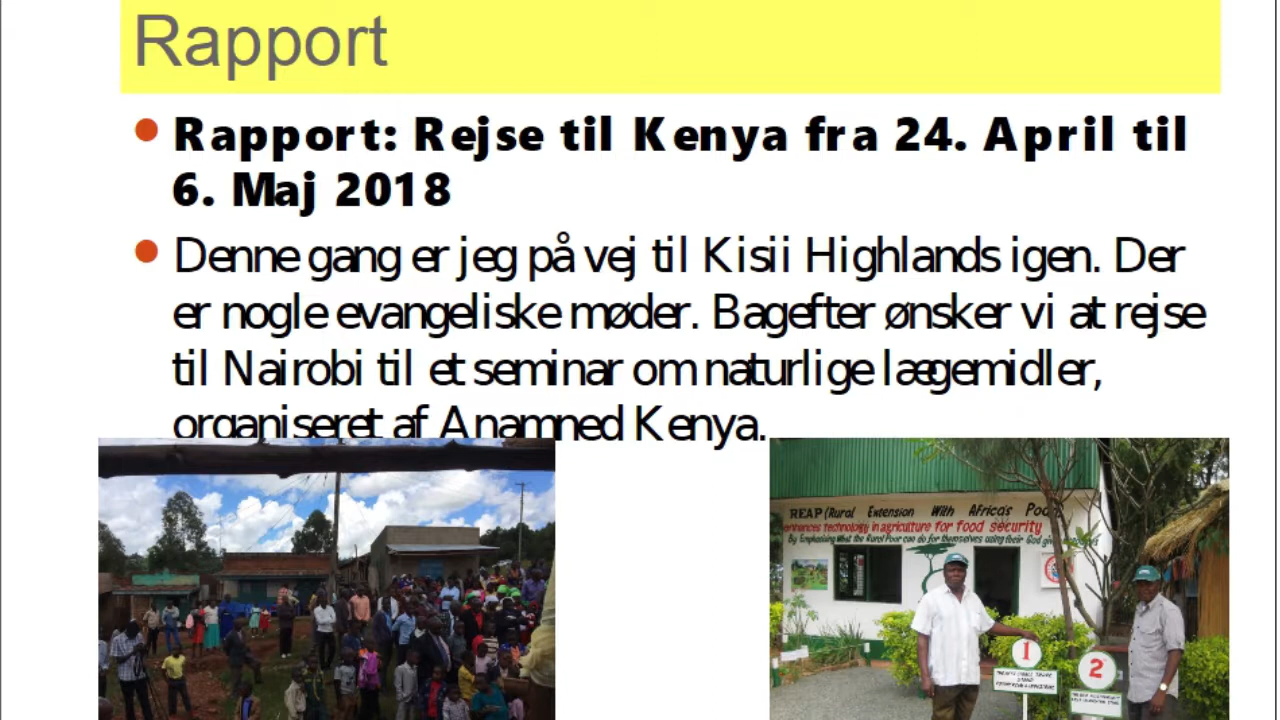 Rapport
Rapport: Rejse til Kenya fra 24. April til
6. Maj 2018
Denne gang er jeg på vej til Kisii Highlands igen. Der
er nogle evangeliske møder. Bagefter ønsker vi at rejse
til Nairobi til et seminar om naturlige lægemidler,
organiseret af Anamned Kenya.
REAP (Rural Extension With Africa's Poor
enhances technology in agriculture for food security
By Emphasising What the Rural Poor can do for themselves using their God
1
2